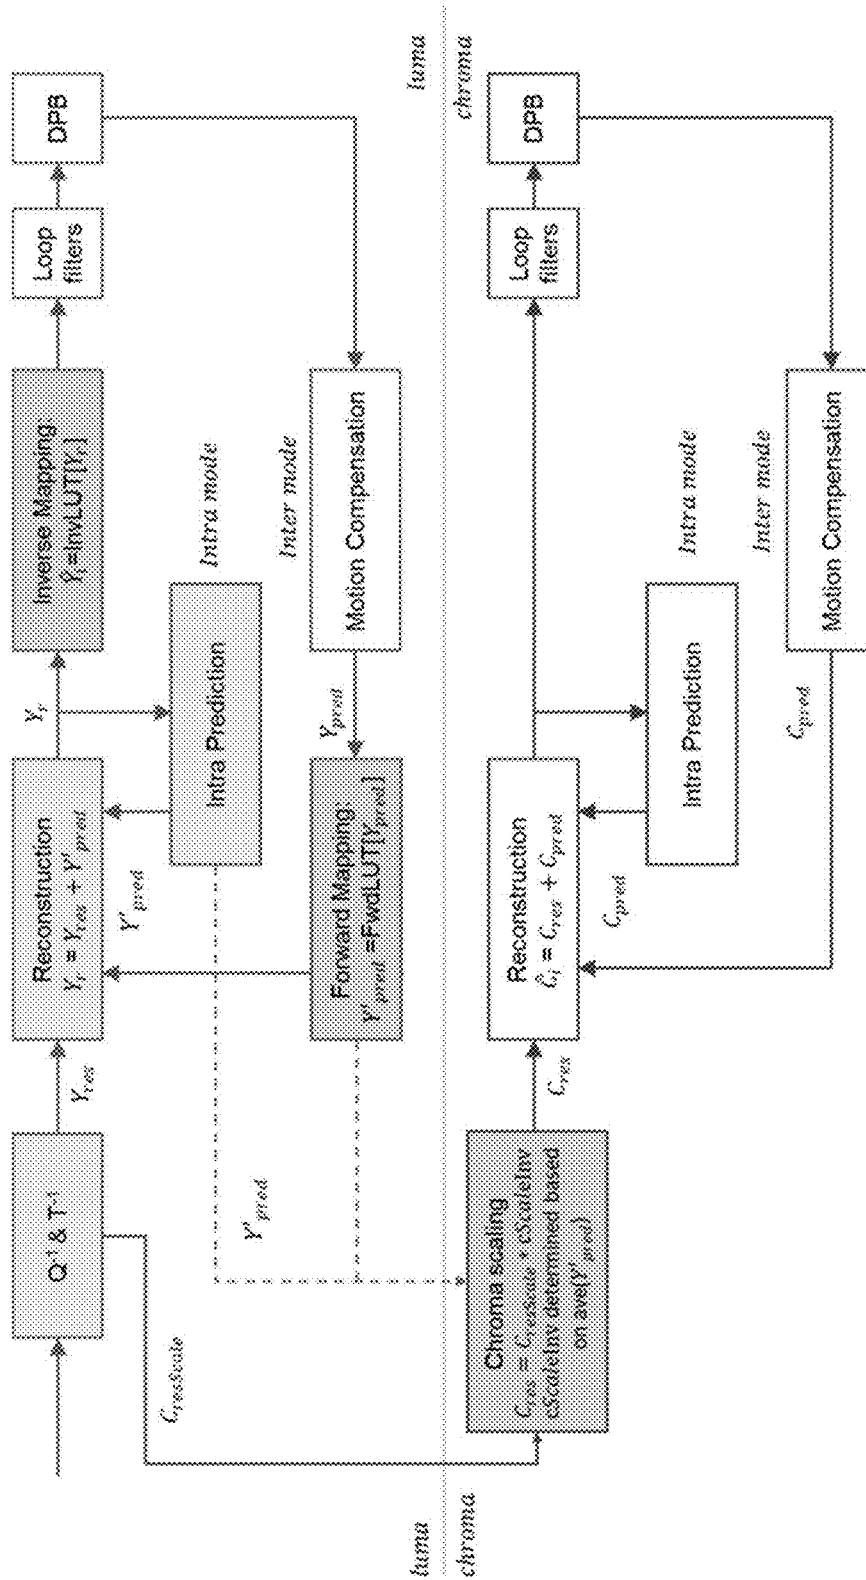 luma
chroma
Q⁻¹ & T⁻¹
Y_res
C_resScale
Reconstruction
Y_r = Y_res + Y'_pred
Y'_pred
Y_r
Inverse Mapping:
Ŷ_i=InvLUT[Y_r]
Loop
filters
DPB
Intra Prediction
Intra mode
Inter mode
Y'_pred
Forward Mapping:
Y'_pred =FwdLUT[Y_pred]
Y_pred
Motion Compensation
luma
chroma
Chroma scaling
C_res = C_resScale * cScaleInv
cScaleInv determined based
on ave(Y'_pred)
C_res
Reconstruction
Ĉ_i = C_res + C_pred
C_pred
Loop
filters
DPB
Intra Prediction
Intra mode
Inter mode
C_pred
Motion Compensation